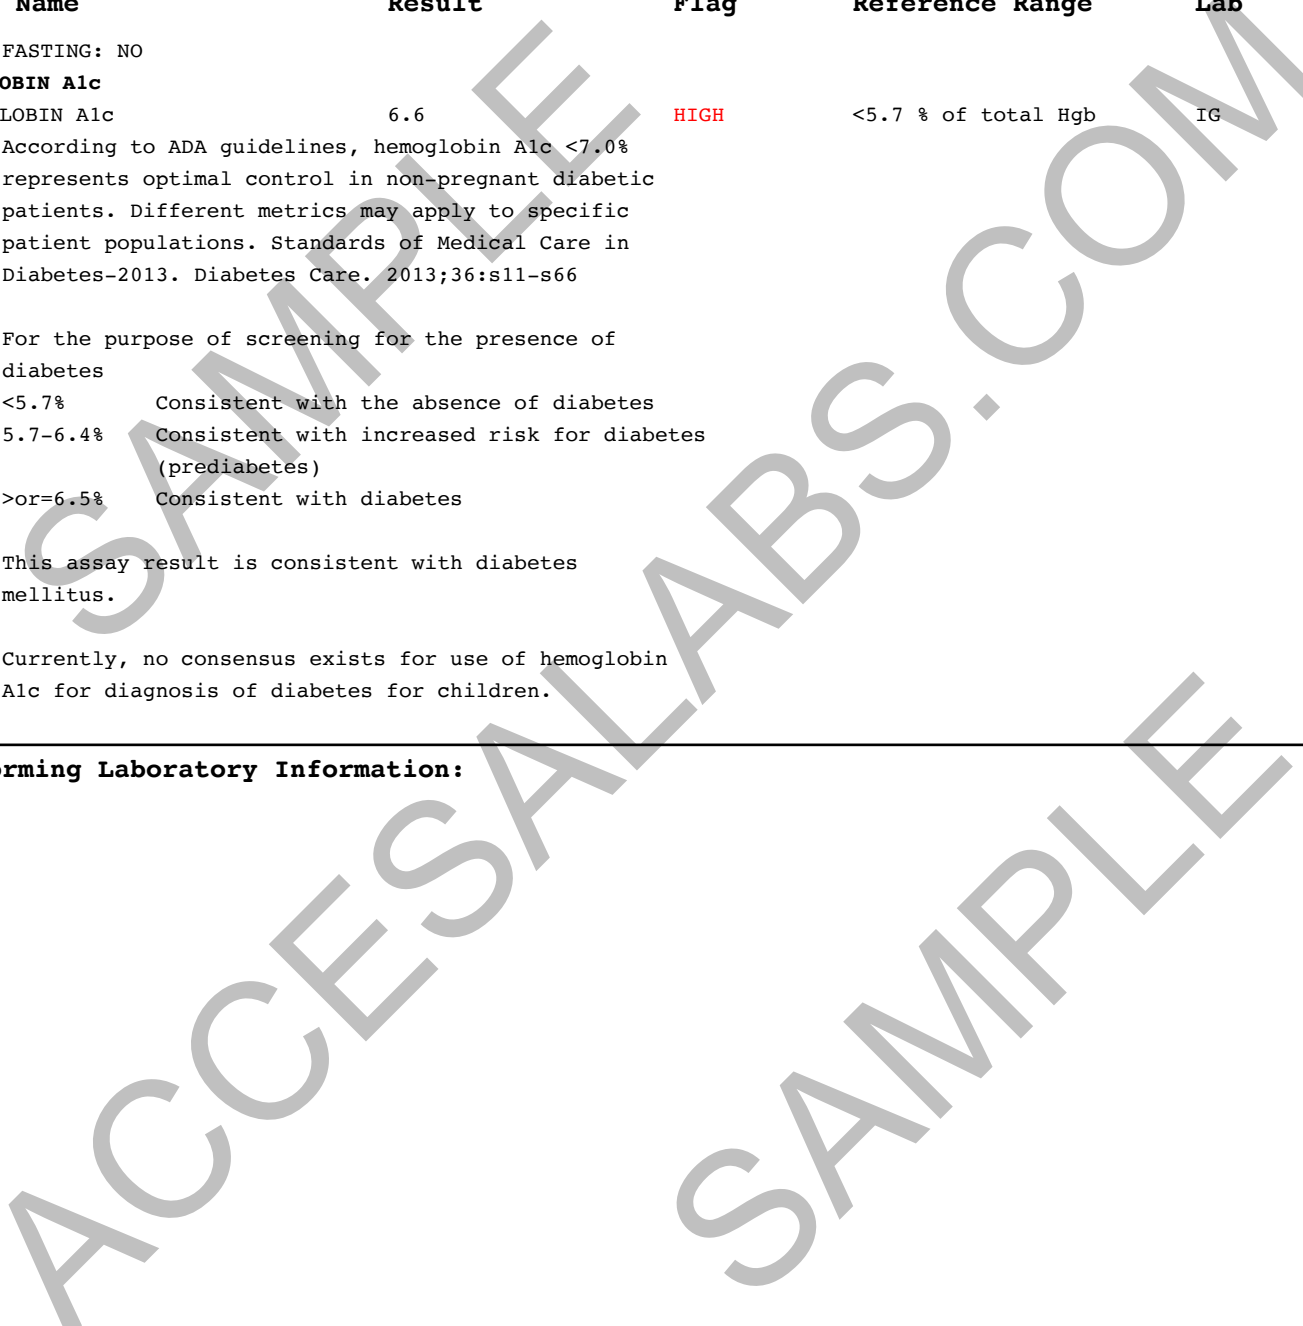 Name Result Flag Reference Range Lab
FASTING: NO
OBIN A1c
LOBIN A1c 6.6 HIGH <5.7 % of total Hgb IG
According to ADA guidelines, hemoglobin A1c <7.0%
represents optimal control in non-pregnant diabetic
patients. Different metrics may apply to specific
patient populations. Standards of Medical Care in
Diabetes-2013. Diabetes Care. 2013;36:s11-s66
For the purpose of screening for the presence of
diabetes
<5.7% Consistent with the absence of diabetes
5.7-6.4% Consistent with increased risk for diabetes
(prediabetes)
>or=6.5% Consistent with diabetes
This assay result is consistent with diabetes
mellitus.
Currently, no consensus exists for use of hemoglobin
A1c for diagnosis of diabetes for children.
orming Laboratory Information:
SAMPLE
ACCESALABS.COM
SAMPLE